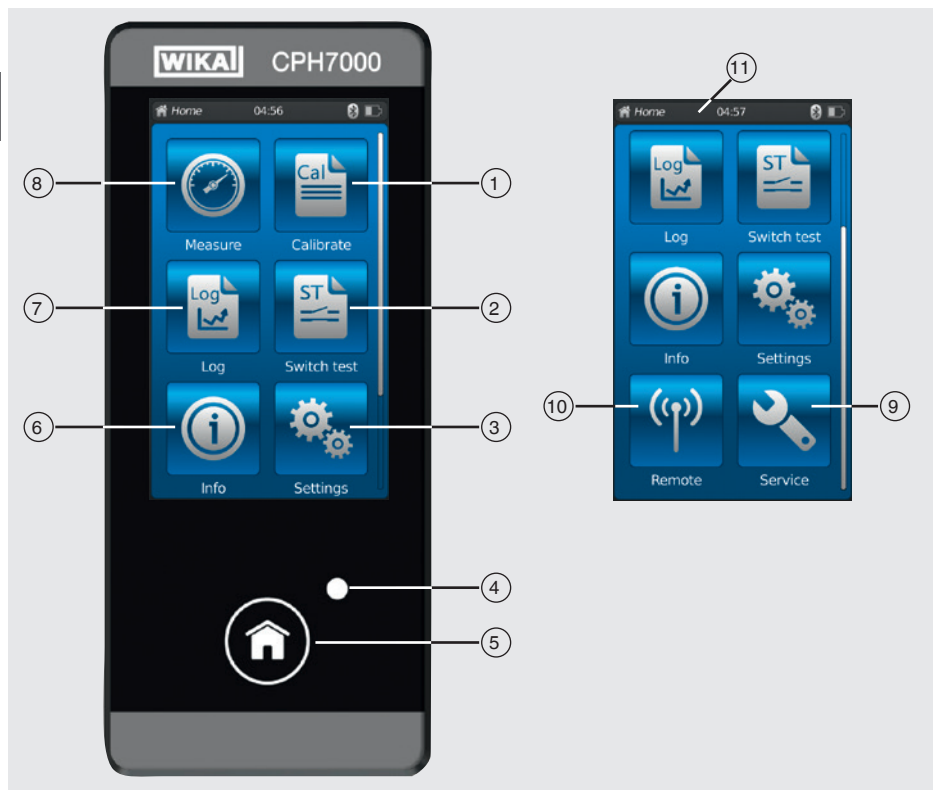 WIKAI CPH7000
Home 04:56
Cal
8
1
Measure Calibrate
Log
ST
7
2
Log Switch test
6
3
Info Settings
4
5
11
Home 04:57
Log
ST
Log Switch test
Info Settings
10
9
Remote Service